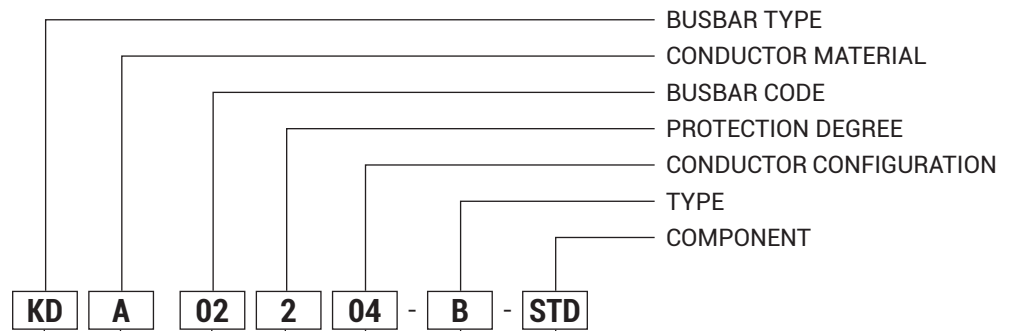 BUSBAR TYPE
CONDUCTOR MATERIAL
BUSBAR CODE
PROTECTION DEGREE
CONDUCTOR CONFIGURATION
TYPE
COMPONENT
KD A 02 2 04 - B - STD